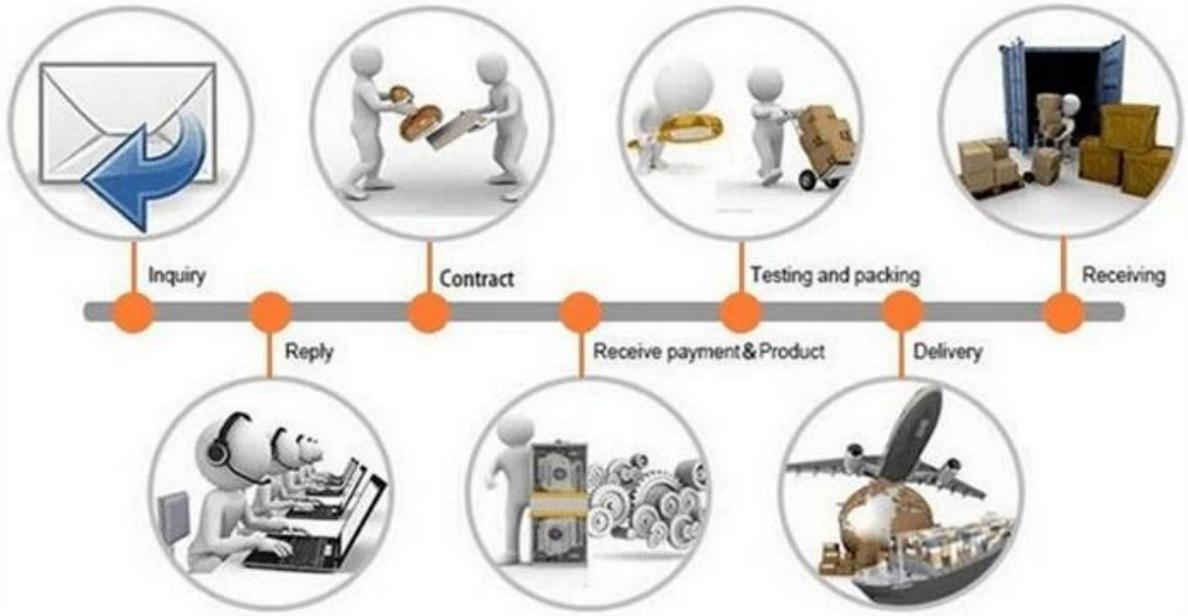 Inquiry
Reply
Contract
Receive payment&Product
Testing and packing
Delivery
Receiving